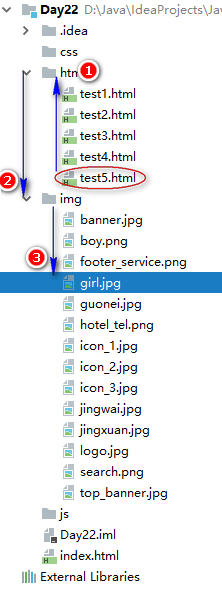 Day22 D:\Java\IdeaProjects\Jav
.idea
css
htm
1
test1.html
test2.html
test3.html
test4.html
test5.html
2
img
banner.jpg
boy.png
3
footer_service.png
girl.jpg
guonei.jpg
hotel_tel.png
icon_1.jpg
icon_2.jpg
icon_3.jpg
jingwai.jpg
jingxuan.jpg
logo.jpg
search.png
top_banner.jpg
js
Day22.iml
index.html
External Libraries